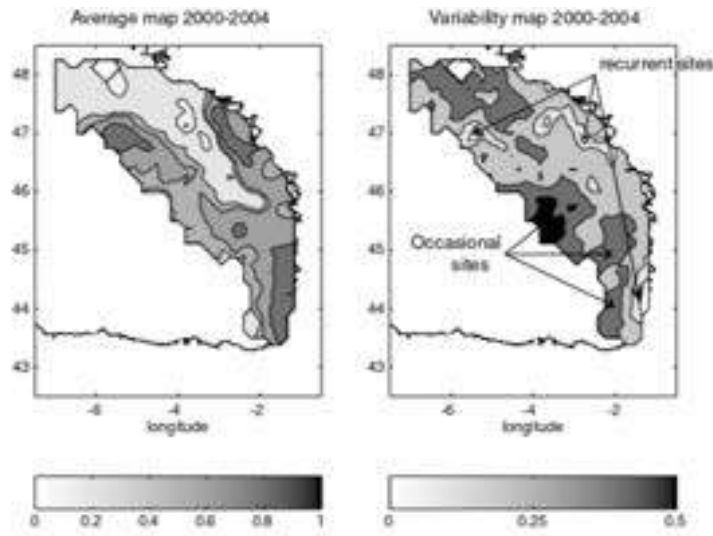 Average map 2000-2004
Variability map 2000-2004
48
47
46
45
44
43
-6
-4
-2
longitude
48
47
46
45
44
43
recurrent sites
Occasional
sites
-6
-4
-2
longitude
0 0.2 0.4 0.6 0.8 1
0 0.25 0.5